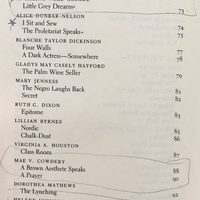 Little Grey Dreams• 73
ALICE DUNBAR-NELSON
I Sit and Sew 74
The Proletariat Speaks•
BLANCHE TAYLOR DICKINSON
Four Walls 77
A Dark Actress—Somewhere 78
GLADYS MAY CASELY HAYFORD
The Palm Wine Seller 79
MARY JENNESS
The Negro Laughs Back 81
Secret 82
RUTH G. DIXON
Epitome 83
LILLIAN BYRNES
Nordic 85
Chalk-Dust 86
VIRGINIA A. HOUSTON
Class Room 87
MAE V. COWDERY
A Brown Aesthete Speaks 88
A Prayer 90
DOROTHEA MATHEWS
The Lynching